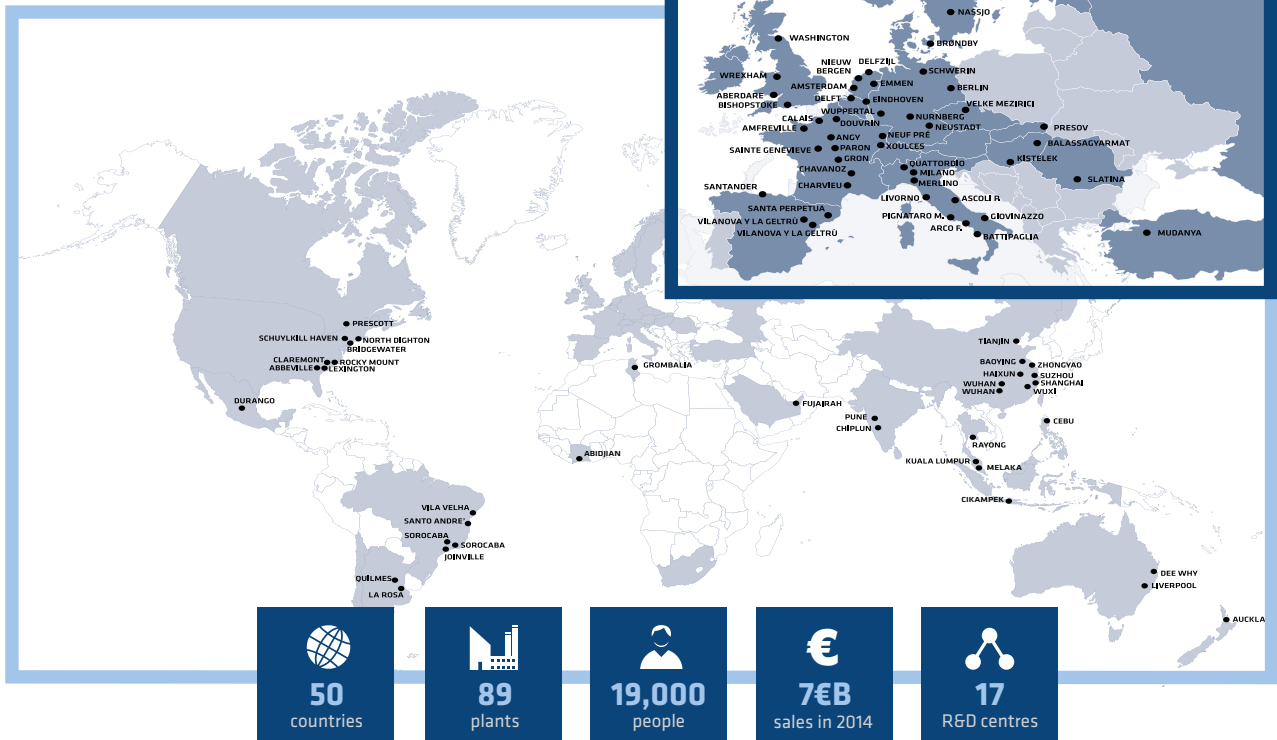 NASSJO
WASHINGTON
BRØNDBY
NIEUW
BERGEN
DELFZIJL
WREXHAM
SCHWERIN
AMSTERDAM
EMMEN
BERLIN
ABERDARE
DELFT
EINDHOVEN
BISHOPSTOKE
VELKE MEZIRICI
WUPPERTAL
CALAIS
DOUVRIN
NURNBERG
AMFREVILLE
NEUSTADT
PRESOV
ANGY
NEUF PRÉ
BALASSAGYARMAT
SAINTE GENEVIEVE
PARON
XOULCES
GRON
QUATTORDIO
KISTELEK
CHAVANOZ
MILANO
SLATINA
SANTANDER
CHARVIEU
MERLINO
LIVORNO
ASCOLI P.
SANTA PERPETUA
PIGNATARO M.
GIOVINAZZO
VILANOVA Y LA GELTRÙ
ARCO F.
MUDANYA
VILANOVA Y LA GELTRÙ
BATTIPAGLIA
PRESCOTT
SCHUYLKILL HAVEN
NORTH DIGHTON
BRIDGEWATER
CLAREMONT
ROCKY MOUNT
ABBEVILLE
LEXINGTON
DURANGO
GROMBALIA
FUJAIRAH
ABIDJIAN
TIANJIN
BAOYING
ZHONGYAO
HAIXUN
SUZHOU
WUHAN
SHANGHAI
WUHAN
WUXI
PUNE
CHIPLUN
CEBU
RAYONG
KUALA LUMPUR
MELAKA
CIKAMPEK
VILA VELHA
SANTO ANDRE'
SOROCABA
SOROCABA
JOINVILLE
QUILMES
LA ROSA
DEE WHY
LIVERPOOL
AUCKLA
50
countries
89
plants
19,000
people
€
7€B
sales in 2014
17
R&D centres